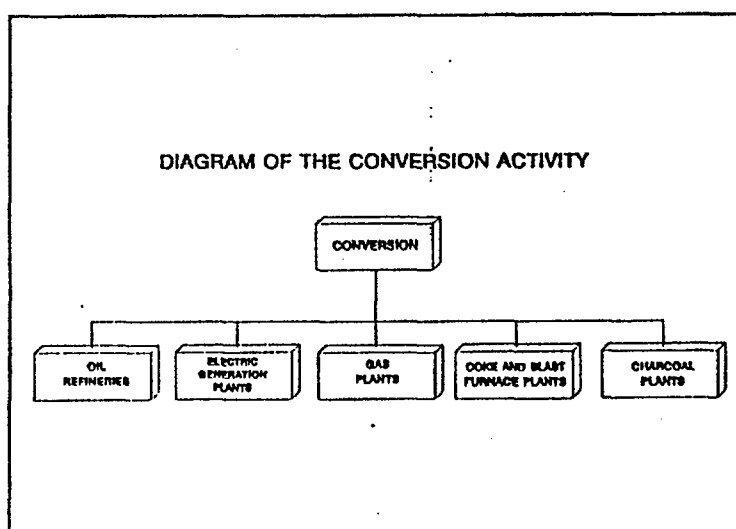 DIAGRAM OF THE CONVERSION ACTIVITY
CONVERSION
OIL
REFINERIES
ELECTRIC
GENERATION
PLANTS
GAS
PLANTS
COKE AND BLAST
FURNACE PLANTS
CHARCOAL
PLANTS